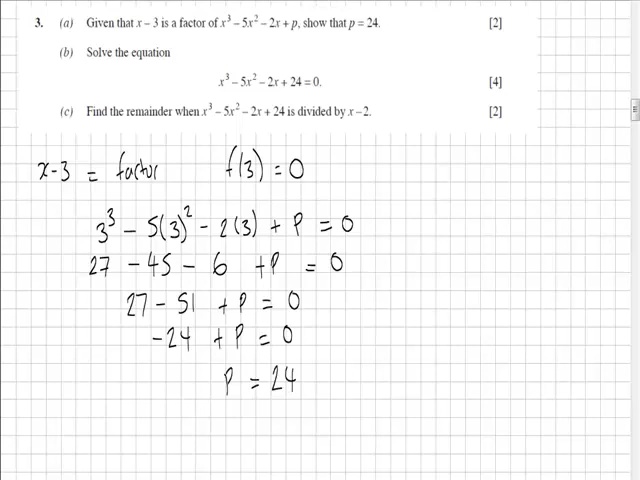 3. (a) Given that x – 3 is a factor of x³ – 5x² – 2x + p, show that p = 24. [2]
(b) Solve the equation
x³ – 5x² – 2x + 24 = 0. [4]
(c) Find the remainder when x³ – 5x² – 2x + 24 is divided by x – 2. [2]
x-3 = factor f(3) = 0
3³ - 5(3)² - 2(3) + P = 0
27 - 45 - 6 + P = 0
27 - 51 + P = 0
-24 + P = 0
P = 24